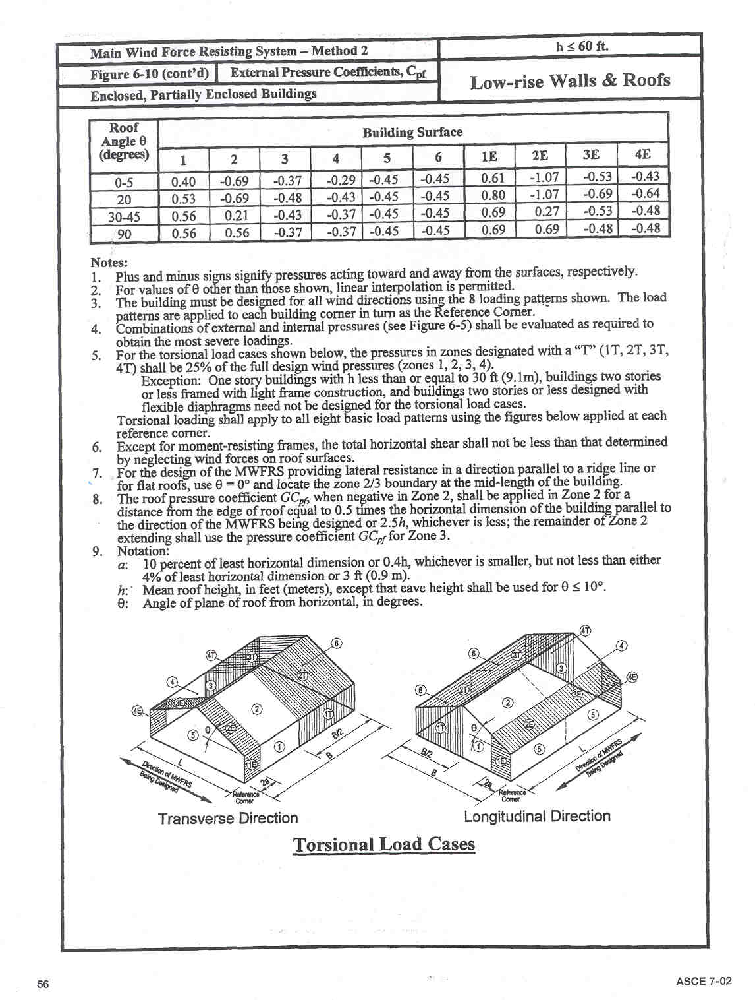 Main Wind Force Resisting System – Method 2
h ≤ 60 ft.
Figure 6-10 (cont’d)
External Pressure Coefficients, Cpf
Low-rise Walls & Roofs
Enclosed, Partially Enclosed Buildings
Roof
Angle θ
(degrees)
Building Surface
1 2 3 4 5 6 1E 2E 3E 4E
0-5 0.40 -0.69 -0.37 -0.29 -0.45 -0.45 0.61 -1.07 -0.53 -0.43
20 0.53 -0.69 -0.48 -0.43 -0.45 -0.45 0.80 -1.07 -0.69 -0.64
30-45 0.56 0.21 -0.43 -0.37 -0.45 -0.45 0.69 0.27 -0.53 -0.48
90 0.56 0.56 -0.37 -0.37 -0.45 -0.45 0.69 0.69 -0.48 -0.48
Notes:
1. Plus and minus signs signify pressures acting toward and away from the surfaces, respectively.
2. For values of θ other than those shown, linear interpolation is permitted.
3. The building must be designed for all wind directions using the 8 loading patterns shown. The load
patterns are applied to each building corner in turn as the Reference Corner.
4. Combinations of external and internal pressures (see Figure 6-5) shall be evaluated as required to
obtain the most severe loadings.
5. For the torsional load cases shown below, the pressures in zones designated with a “T” (1T, 2T, 3T,
4T) shall be 25% of the full design wind pressures (zones 1, 2, 3, 4).
Exception: One story buildings with h less than or equal to 30 ft (9.1m), buildings two stories
or less framed with light frame construction, and buildings two stories or less designed with
flexible diaphragms need not be designed for the torsional load cases.
Torsional loading shall apply to all eight basic load patterns using the figures below applied at each
reference corner.
6. Except for moment-resisting frames, the total horizontal shear shall not be less than that determined
by neglecting wind forces on roof surfaces.
7. For the design of the MWFRS providing lateral resistance in a direction parallel to a ridge line or
for flat roofs, use θ = 0° and locate the zone 2/3 boundary at the mid-length of the building.
8. The roof pressure coefficient GCpf, when negative in Zone 2, shall be applied in Zone 2 for a
distance from the edge of roof equal to 0.5 times the horizontal dimension of the building parallel to
the direction of the MWFRS being designed or 2.5h, whichever is less; the remainder of Zone 2
extending shall use the pressure coefficient GCpf for Zone 3.
9. Notation:
a: 10 percent of least horizontal dimension or 0.4h, whichever is smaller, but not less than either
4% of least horizontal dimension or 3 ft (0.9 m).
h: Mean roof height, in feet (meters), except that eave height shall be used for θ ≤ 10°.
θ: Angle of plane of roof from horizontal, in degrees.
4T 3T 6
4 3 2T
4E 3E 2 1T
5 θ 2E
1 B/2
B
1E
L 2a
Direction of MWFRS
Being Designed
Reference
Corner
Transverse Direction
4T
6 3T 4
3 4E
6 2T 2 3E
1T θ 2E 5
1 5
B/2 1E
B L
2a
Direction of MWFRS
Being Designed
Reference
Corner
Longitudinal Direction
Torsional Load Cases
56
ASCE 7-02